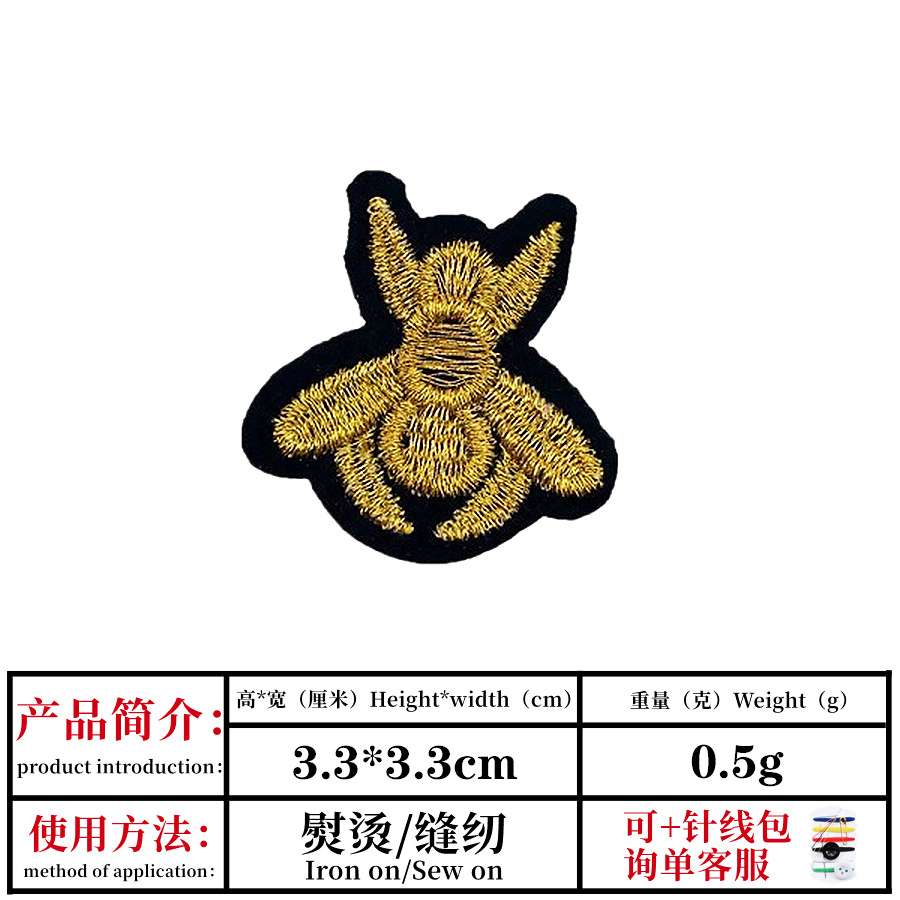 产品简介：
product introduction:
高*宽（厘米）Height*width（cm）
重量（克）Weight（g）
3.3*3.3cm
0.5g
使用方法：
method of application:
熨烫/缝纫
Iron on/Sew on
可+针线包
询单客服